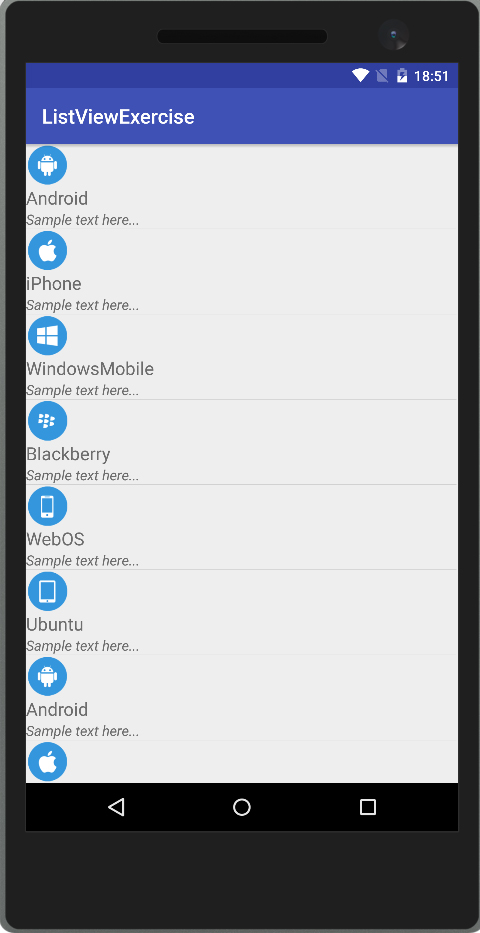 18:51
ListViewExercise
Android
Sample text here...
iPhone
Sample text here...
WindowsMobile
Sample text here...
Blackberry
Sample text here...
WebOS
Sample text here...
Ubuntu
Sample text here...
Android
Sample text here...